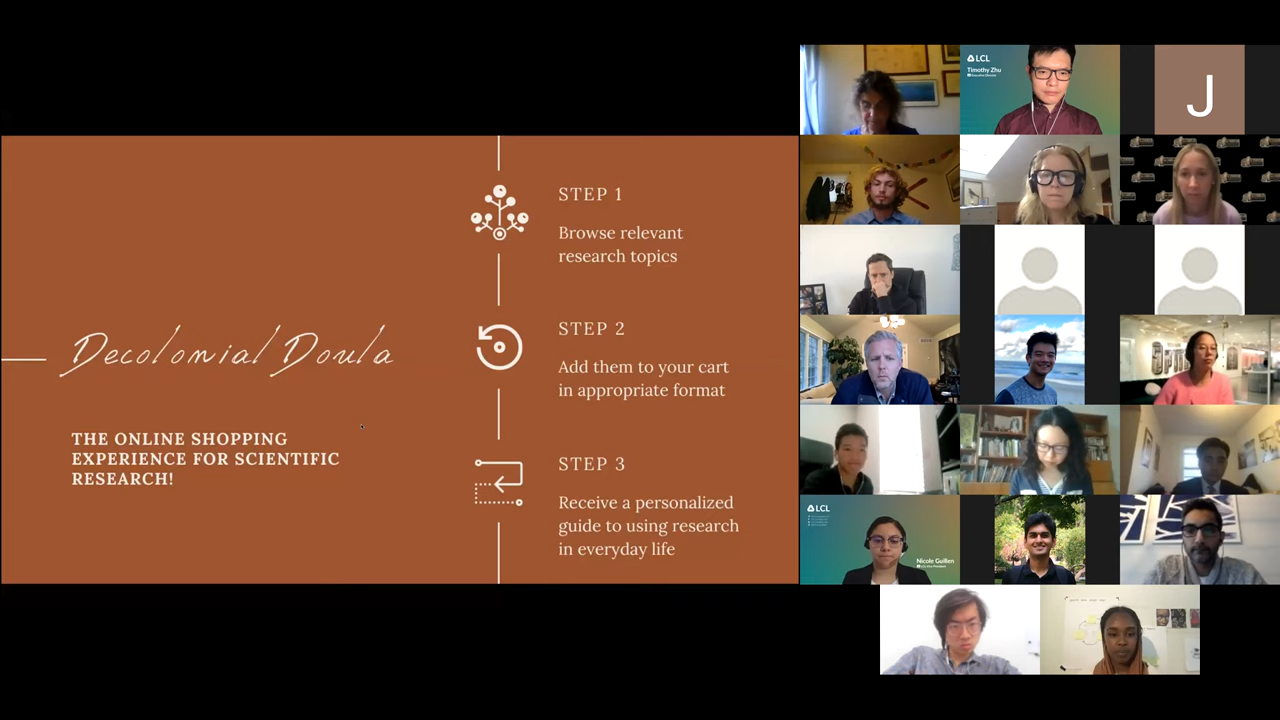 Decolonial Doula
THE ONLINE SHOPPING
EXPERIENCE FOR SCIENTIFIC
RESEARCH!
STEP 1
Browse relevant
research topics
STEP 2
Add them to your cart
in appropriate format
STEP 3
Receive a personalized
guide to using research
in everyday life
LCL
Timothy Zhu
Executive Director
J
LCL
Nicole Guillen